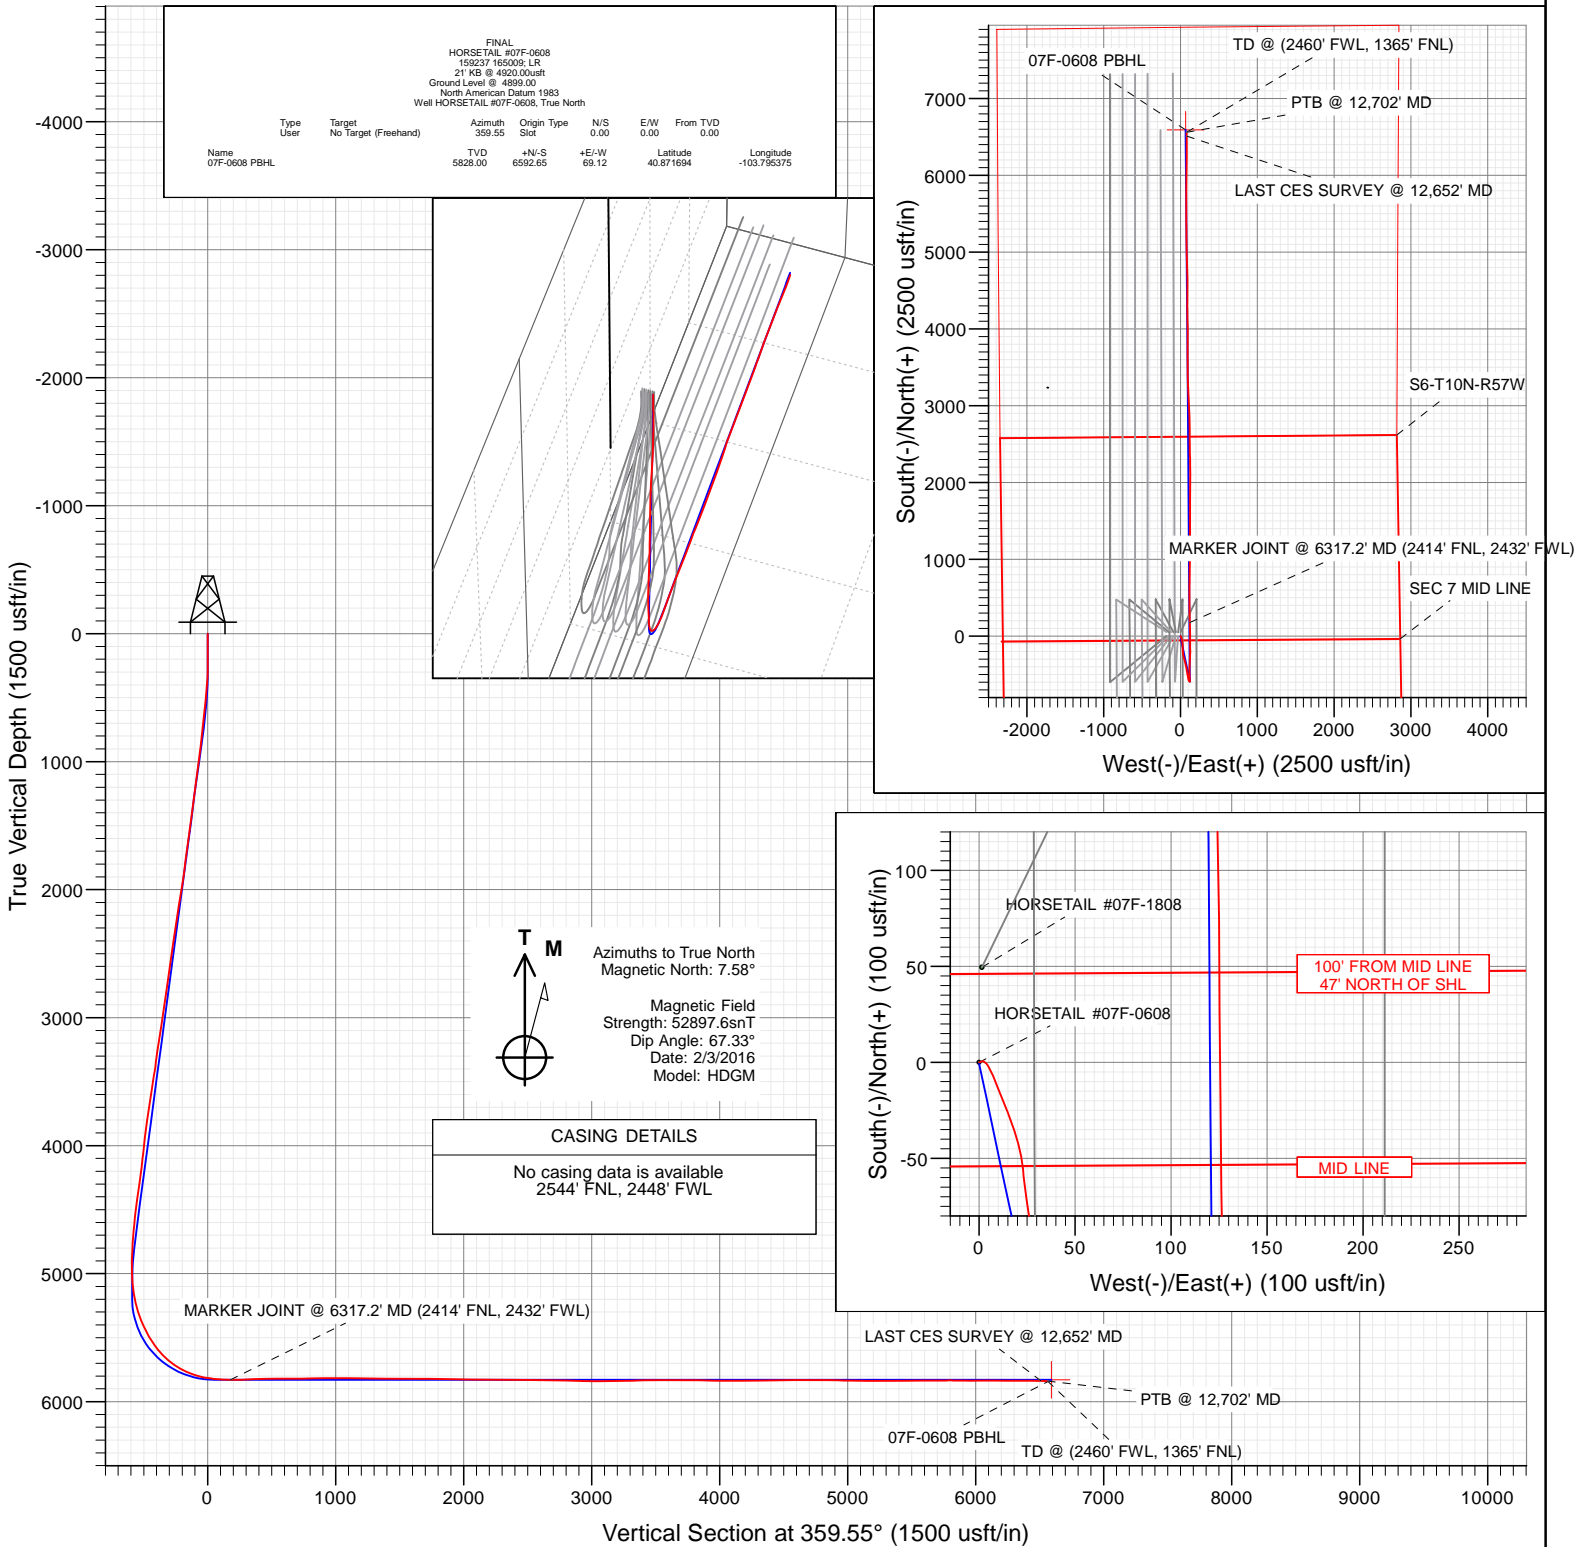 FINAL
HORSETAIL #07F-0608
159237 165009; LR
21' KB @ 4920.00usft
Ground Level @ 4899.00
North American Datum 1983
Well HORSETAIL #07F-0608, True North
Type Target Azimuth Origin Type N/S E/W From TVD
User No Target (Freehand) 359.55 Slot 0.00 0.00 0.00
Name TVD +N/-S +E/-W Latitude Longitude
07F-0608 PBHL 5828.00 6592.65 69.12 40.871694 -103.795375
True Vertical Depth (1500 usft/in)
-4000
-3000
-2000
-1000
0
1000
2000
3000
4000
5000
6000
0 1000 2000 3000 4000 5000 6000 7000 8000 9000 10000
Vertical Section at 359.55° (1500 usft/in)
MARKER JOINT @ 6317.2' MD (2414' FNL, 2432' FWL)
LAST CES SURVEY @ 12,652' MD
PTB @ 12,702' MD
07F-0608 PBHL
TD @ (2460' FWL, 1365' FNL)
T M
Azimuths to True North
Magnetic North: 7.58°
Magnetic Field
Strength: 52897.6snT
Dip Angle: 67.33°
Date: 2/3/2016
Model: HDGM
CASING DETAILS
No casing data is available
2544' FNL, 2448' FWL
South(-)/North(+) (2500 usft/in)
7000
6000
5000
4000
3000
2000
1000
0
-2000 -1000 0 1000 2000 3000 4000
West(-)/East(+) (2500 usft/in)
TD @ (2460' FWL, 1365' FNL)
07F-0608 PBHL
PTB @ 12,702' MD
LAST CES SURVEY @ 12,652' MD
S6-T10N-R57W
MARKER JOINT @ 6317.2' MD (2414' FNL, 2432' FWL)
SEC 7 MID LINE
South(-)/North(+) (100 usft/in)
100
50
0
-50
0 50 100 150 200 250
West(-)/East(+) (100 usft/in)
HORSETAIL #07F-1808
100' FROM MID LINE
47' NORTH OF SHL
HORSETAIL #07F-0608
MID LINE